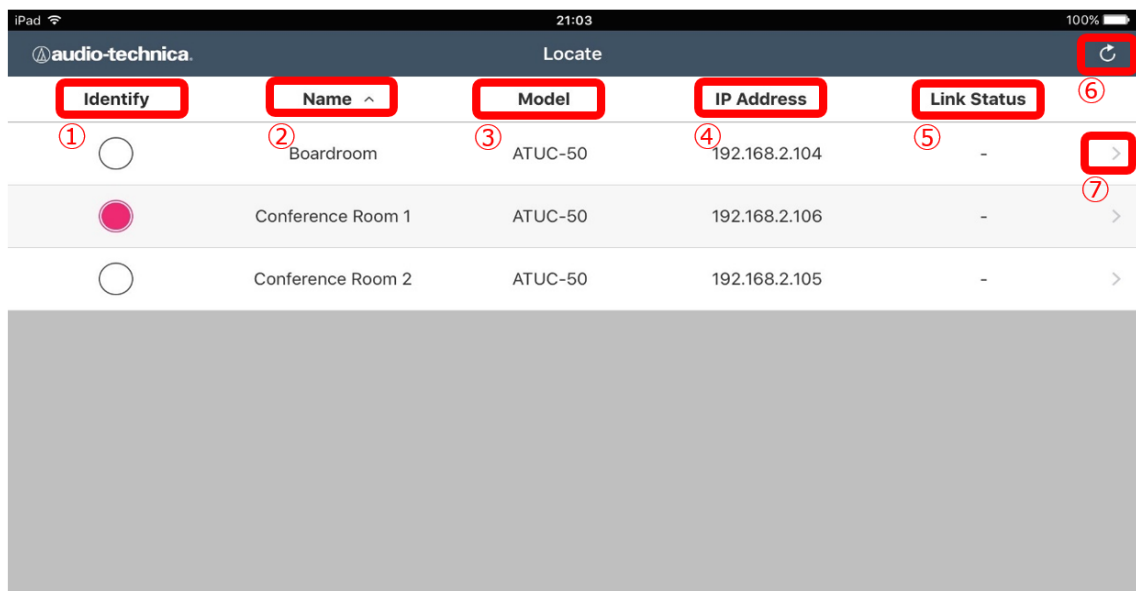 iPad 21:03 100%
audio-technica. Locate
Identify Name Model IP Address Link Status ⑥
① ② ③ ④ ⑤
Boardroom ATUC-50 192.168.2.104 -
⑦
Conference Room 1 ATUC-50 192.168.2.106 -
Conference Room 2 ATUC-50 192.168.2.105 -